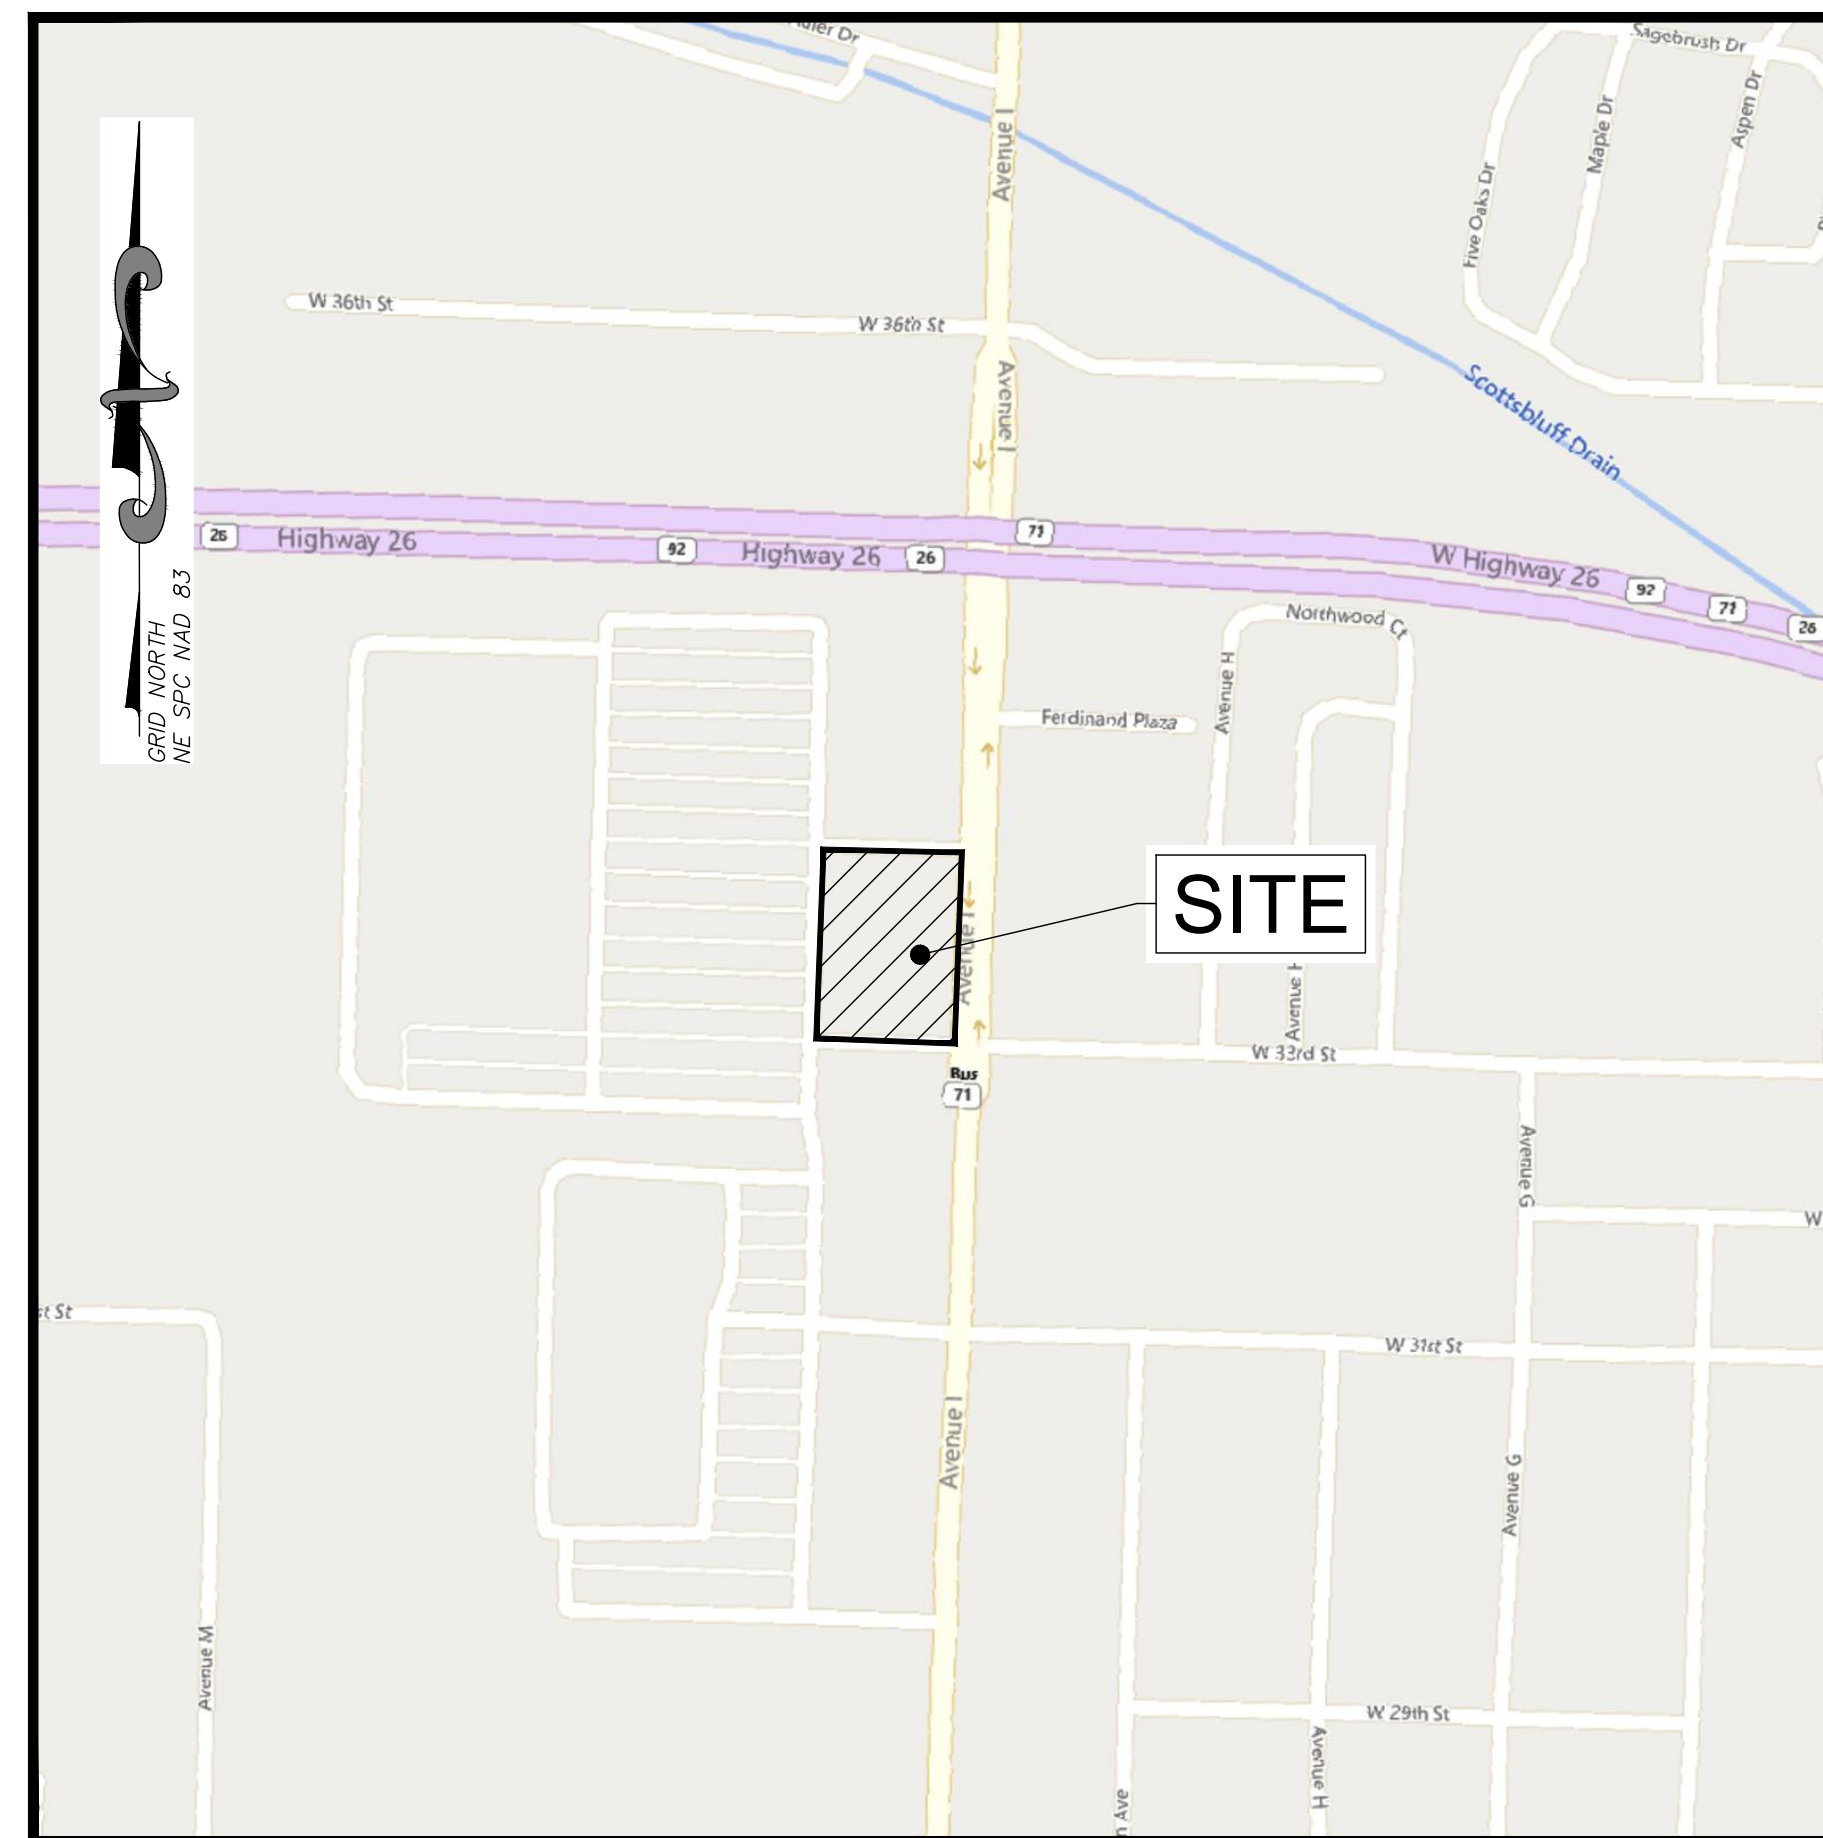 Sagebrush Dr
Avenue I
Maple Dr
Aspen Dr
Five Oaks Dr
W 36th St
W 36th St
Avenue I
Scottsbluff Drain
26
Highway 26
92
Highway 26
26
71
W Highway 26
92
71
26
GRID NORTH
NE SPC NAD 83
Northwood Ct
Avenue H
Ferdinand Plaza
SITE
Avenue I
Avenue H
W 33rd St
Bus
71
Avenue G
W
st St
W 31st St
Avenue I
Avenue G
Avenue M
W 29th St
Avenue H
Ave